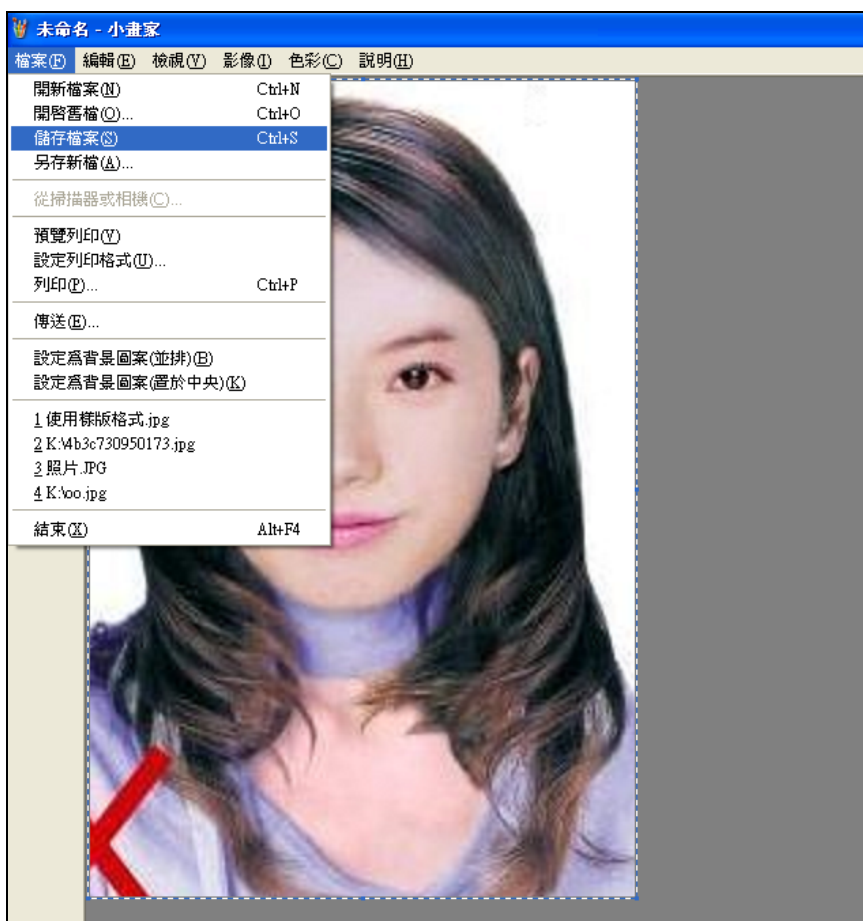 未命名 - 小畫家
檔案(F) 編輯(E) 檢視(V) 影像(I) 色彩(C) 說明(H)
開新檔案(N) Ctrl+N
開啓舊檔(O)... Ctrl+O
儲存檔案(S) Ctrl+S
另存新檔(A)...
從掃描器或相機(C)...
預覽列印(V)
設定列印格式(U)...
列印(P)... Ctrl+P
傳送(E)...
設定爲背景圖案(並排)(B)
設定爲背景圖案(置於中央)(K)
1 使用樣版格式.jpg
2 K:\4b3c730950173.jpg
3 照片.JPG
4 K:\oo.jpg
結束(X) Alt+F4